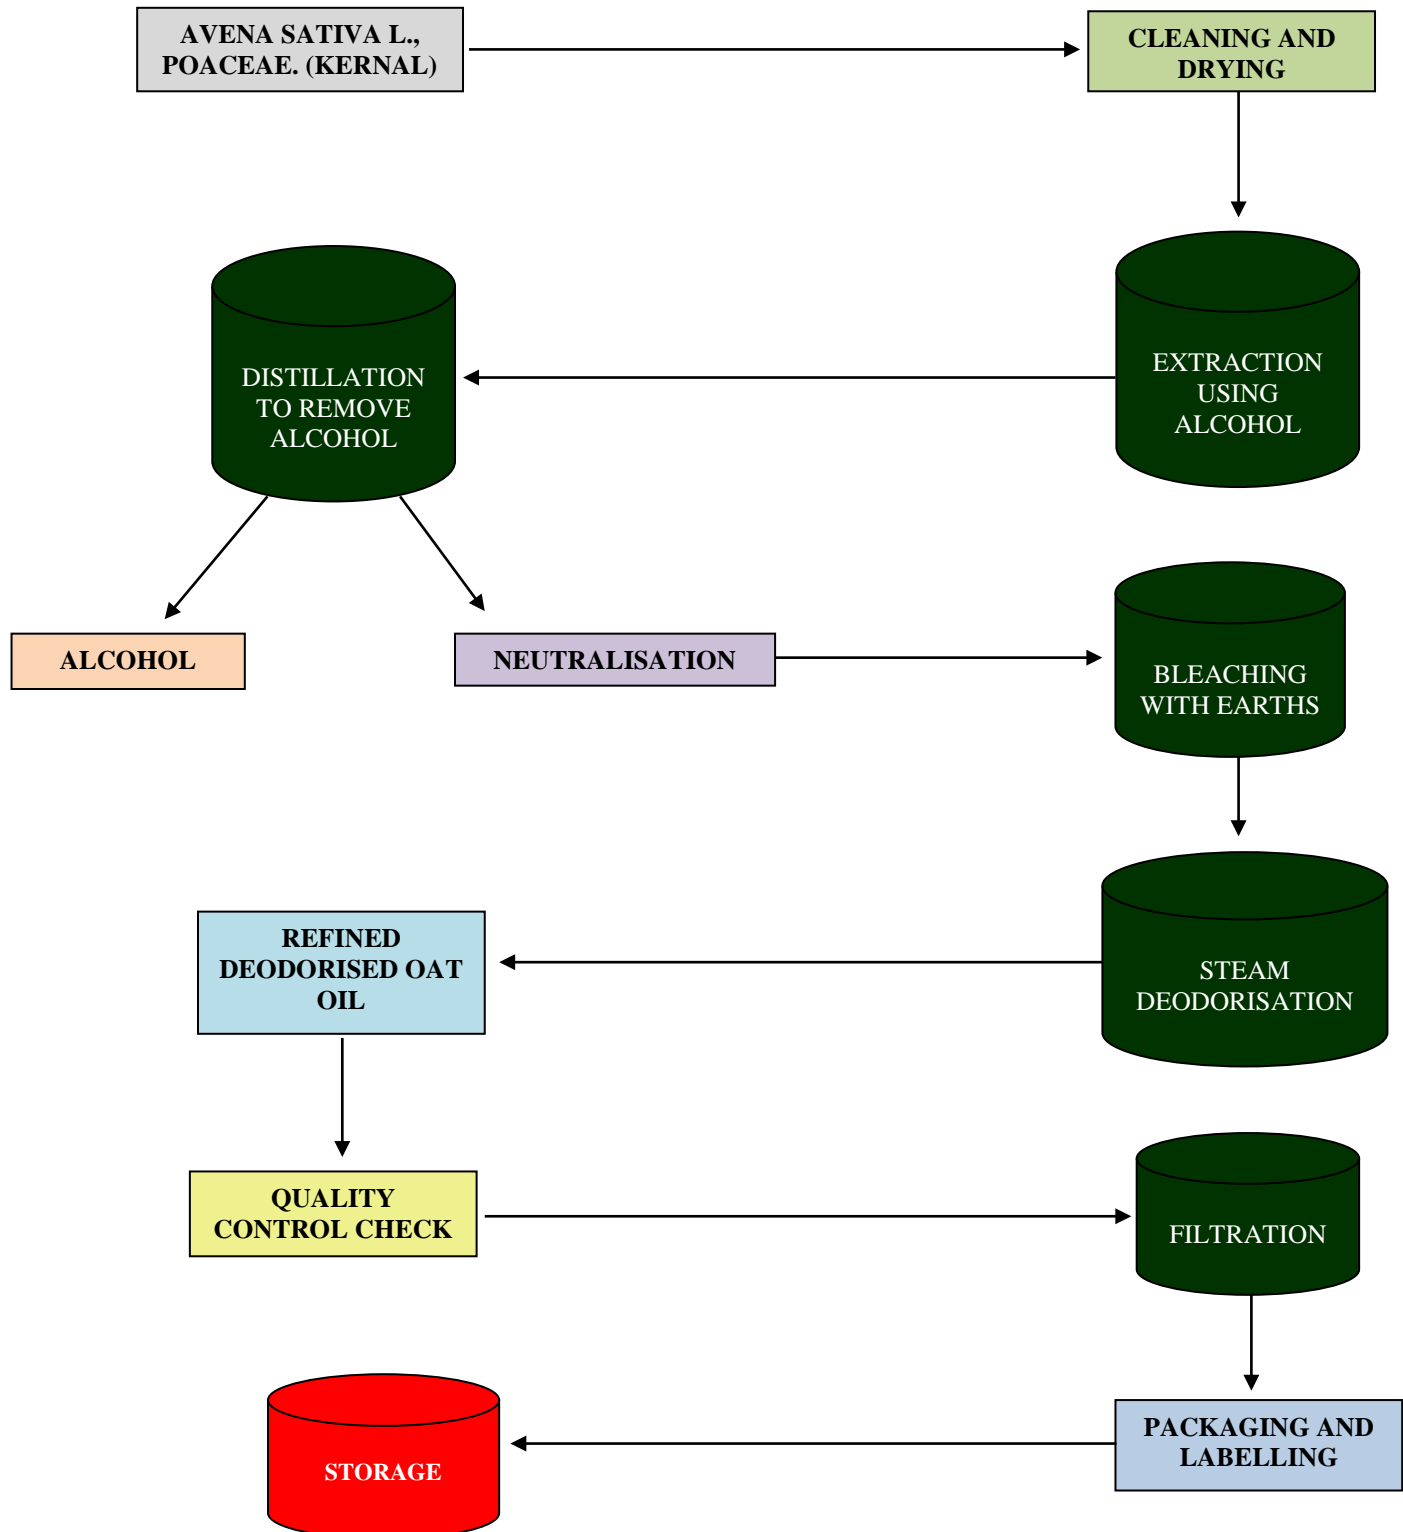 AVENA SATIVA L.,
POACEAE. (KERNAL)
CLEANING AND
DRYING
EXTRACTION
USING
ALCOHOL
DISTILLATION
TO REMOVE
ALCOHOL
ALCOHOL
NEUTRALISATION
BLEACHING
WITH EARTHS
STEAM
DEODORISATION
REFINED
DEODORISED OAT
OIL
QUALITY
CONTROL CHECK
FILTRATION
PACKAGING AND
LABELLING
STORAGE